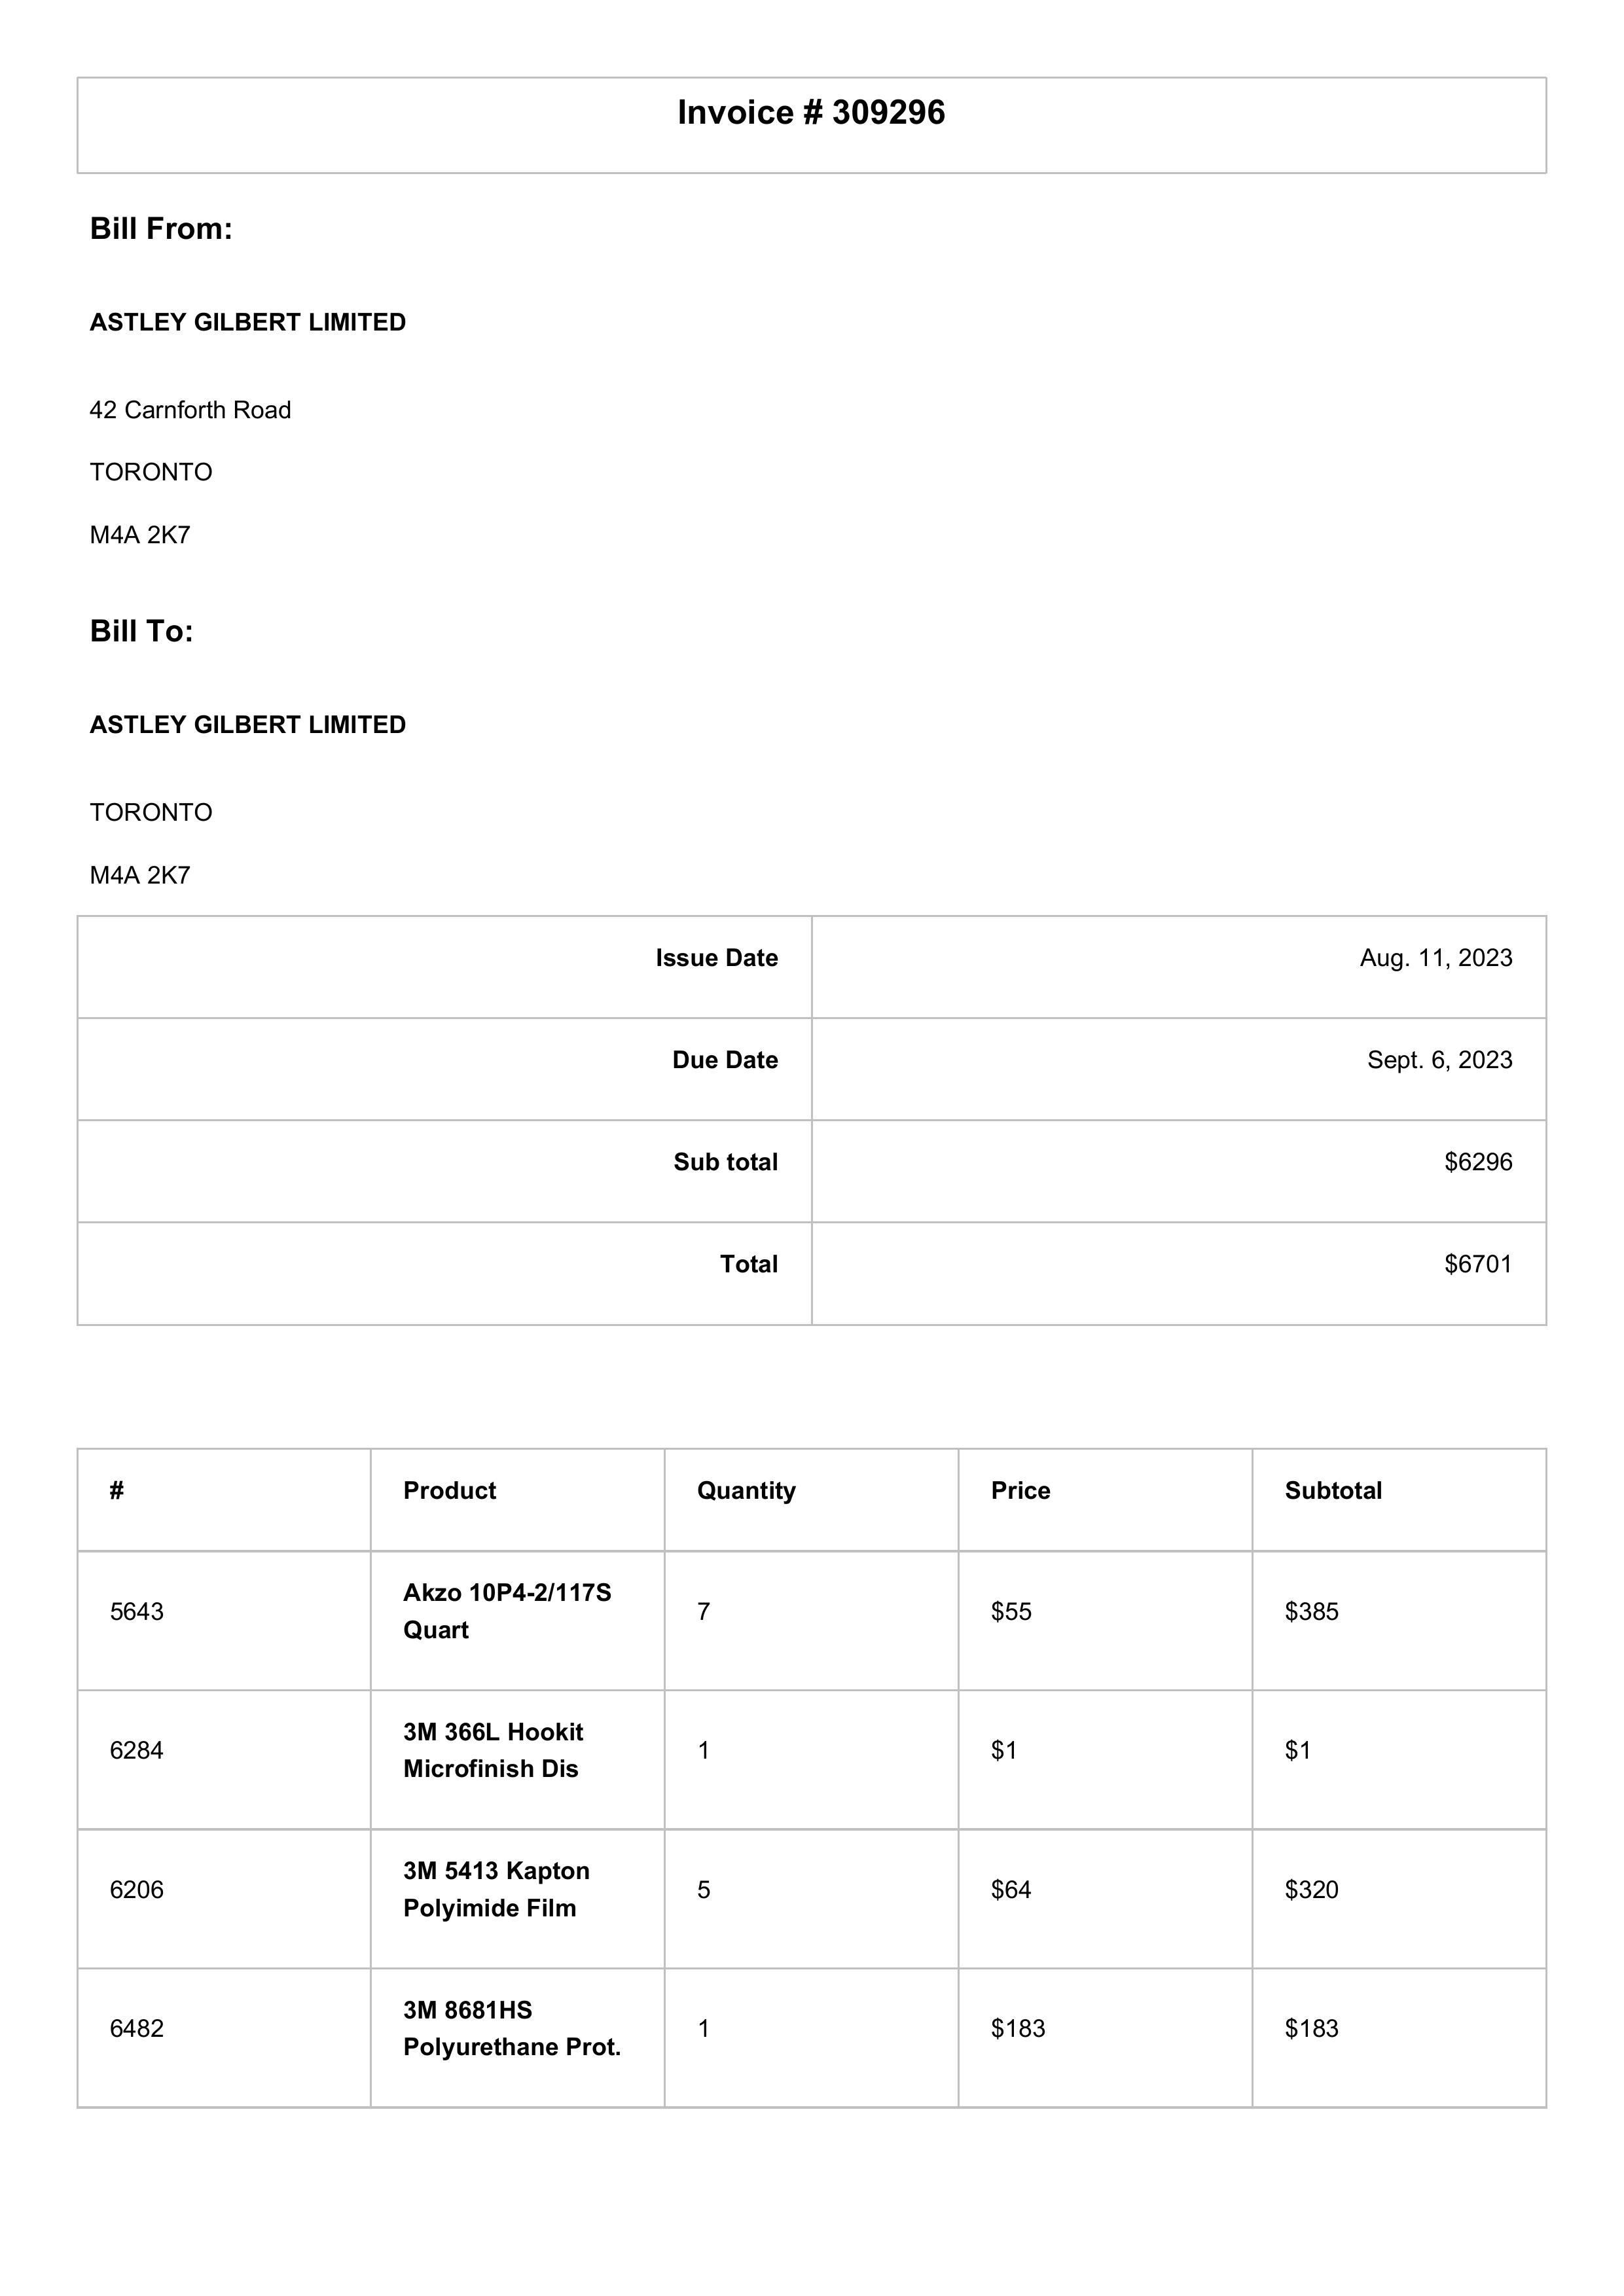 Invoice # 309296
Bill From:
ASTLEY GILBERT LIMITED
42 Carnforth Road
TORONTO
M4A 2K7
Bill To:
ASTLEY GILBERT LIMITED
TORONTO
M4A 2K7
Issue Date Aug. 11, 2023
Due Date Sept. 6, 2023
Sub total $6296
Total $6701
# Product Quantity Price Subtotal
5643 Akzo 10P4-2/117S 7 $55 $385
Quart
6284 3M 366L Hookit 1 $1 $1
Microfinish Dis
6206 3M 5413 Kapton 5 $64 $320
Polyimide Film
6482 3M 8681HS 1 $183 $183
Polyurethane Prot.